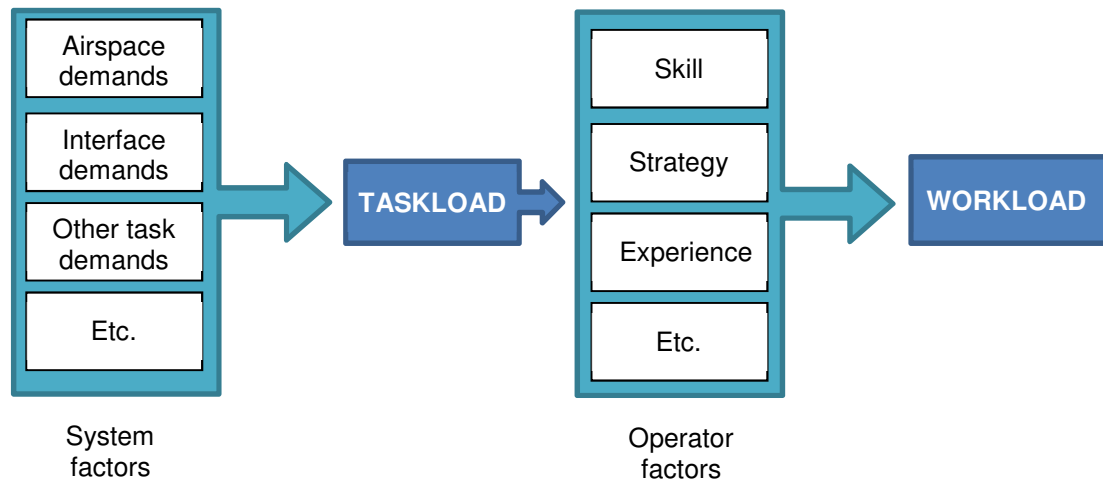 Airspace
demands
Interface
demands
Other task
demands
Etc.
System
factors
TASKLOAD
Skill
Strategy
Experience
Etc.
Operator
factors
WORKLOAD